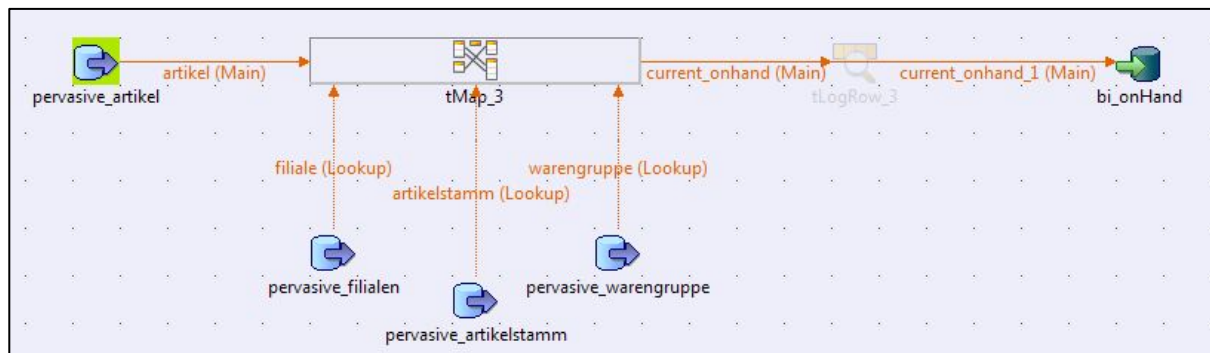 artikel (Main)
current_onhand (Main)
current_onhand_1 (Main)
pervasive_artikel
tMap_3
tLogRow_3
bi_onHand
filiale (Lookup)
warengruppe (Lookup)
artikelstamm (Lookup)
pervasive_filialen
pervasive_warengruppe
pervasive_artikelstamm